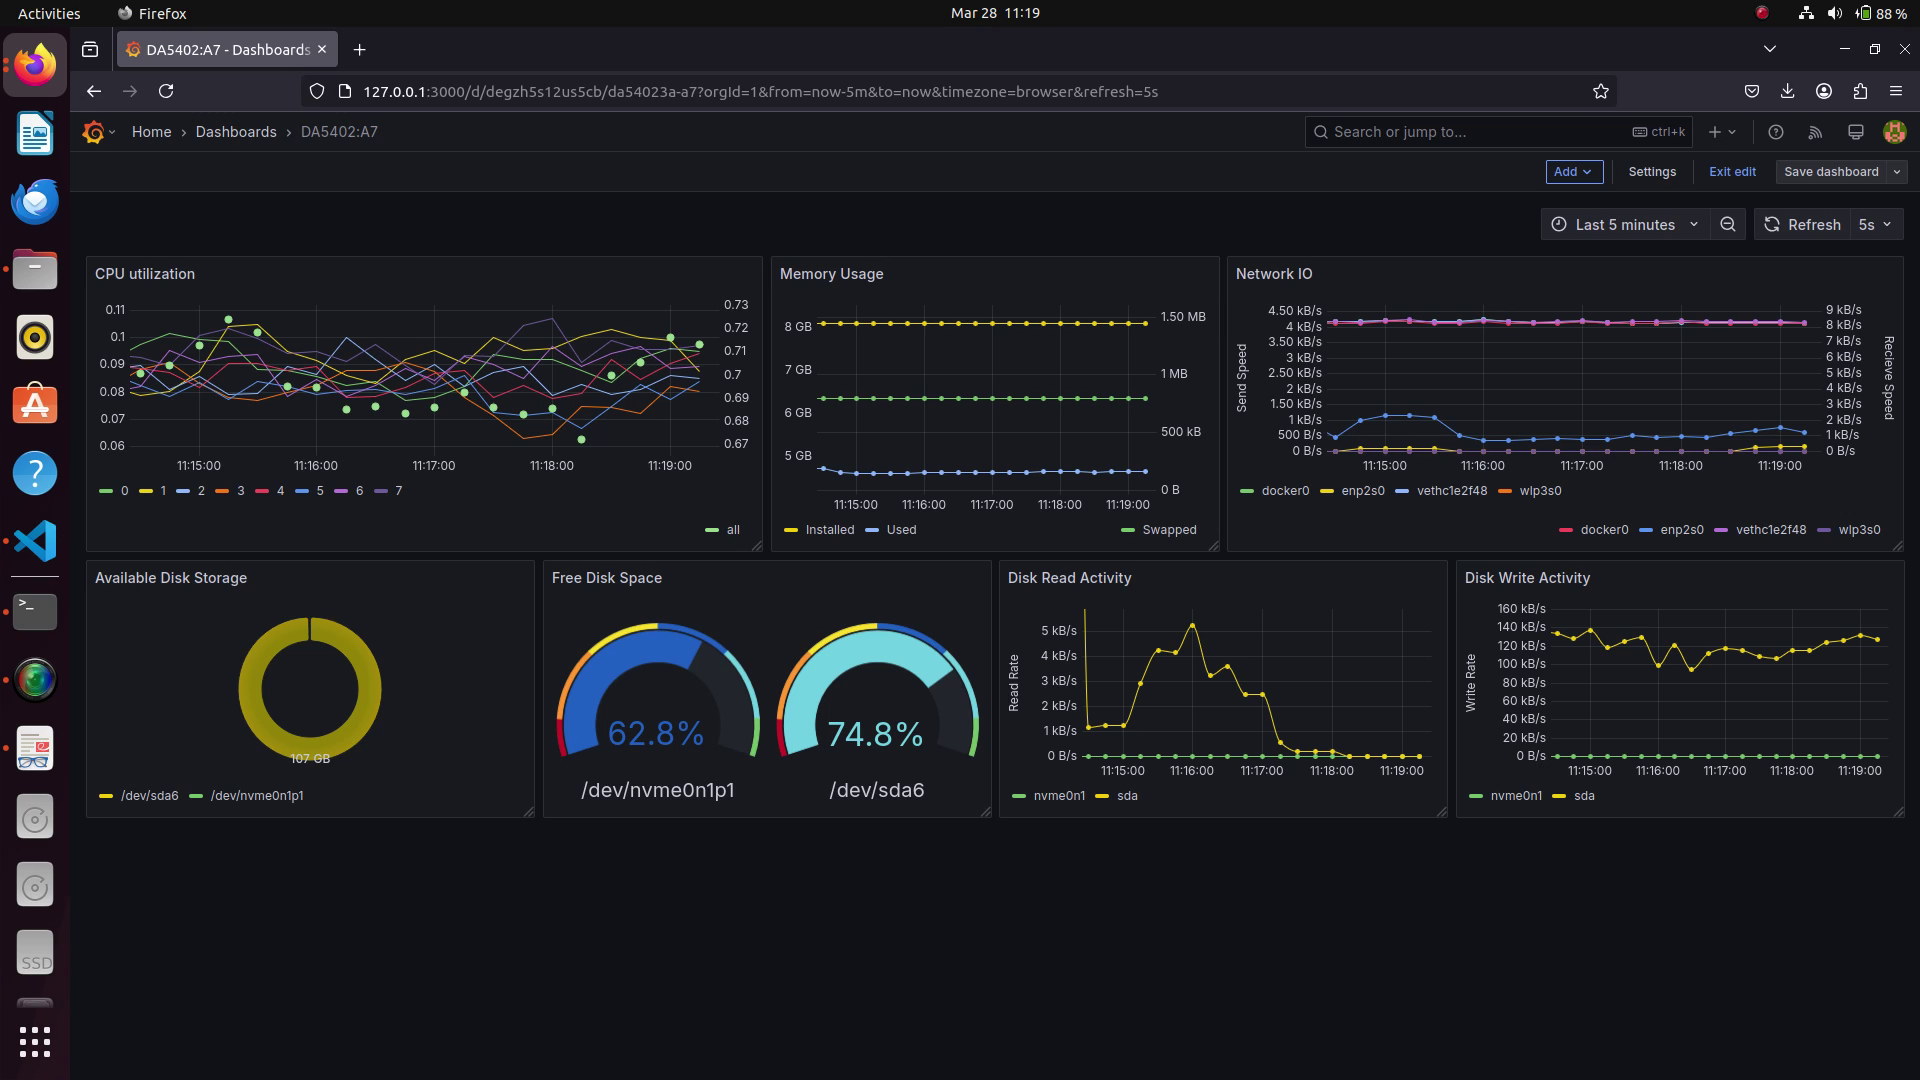 Activities
Firefox
Mar 28 11:19
88 %
DA5402:A7 - Dashboards
127.0.0.1:3000/d/degzh5s12us5cb/da54023a-a7?orgId=1&from=now-5m&to=now&timezone=browser&refresh=5s
Home › Dashboards › DA5402:A7
Search or jump to...
ctrl+k
Add
Settings
Exit edit
Save dashboard
Last 5 minutes
Refresh
5s
CPU utilization
0.11
0.1
0.09
0.08
0.07
0.06
0.73
0.72
0.71
0.7
0.69
0.68
0.67
11:15:00 11:16:00 11:17:00 11:18:00 11:19:00
0 1 2 3 4 5 6 7
all
Memory Usage
8 GB
7 GB
6 GB
5 GB
1.50 MB
1 MB
500 kB
0 B
11:15:00 11:16:00 11:17:00 11:18:00 11:19:00
Installed Used
Swapped
Network IO
Send Speed
4.50 kB/s
4 kB/s
3.50 kB/s
3 kB/s
2.50 kB/s
2 kB/s
1.50 kB/s
1 kB/s
500 B/s
0 B/s
9 kB/s
8 kB/s
7 kB/s
6 kB/s
5 kB/s
4 kB/s
3 kB/s
2 kB/s
1 kB/s
0 B/s
Recieve Speed
11:15:00 11:16:00 11:17:00 11:18:00 11:19:00
docker0 enp2s0 vethc1e2f48 wlp3s0
docker0 enp2s0 vethc1e2f48 wlp3s0
Available Disk Storage
107 GB
/dev/sda6 /dev/nvme0n1p1
Free Disk Space
62.8%
74.8%
/dev/nvme0n1p1
/dev/sda6
Disk Read Activity
Read Rate
5 kB/s
4 kB/s
3 kB/s
2 kB/s
1 kB/s
0 B/s
11:15:00 11:16:00 11:17:00 11:18:00 11:19:00
nvme0n1 sda
Disk Write Activity
Write Rate
160 kB/s
140 kB/s
120 kB/s
100 kB/s
80 kB/s
60 kB/s
40 kB/s
20 kB/s
0 B/s
11:15:00 11:16:00 11:17:00 11:18:00 11:19:00
nvme0n1 sda
SSD